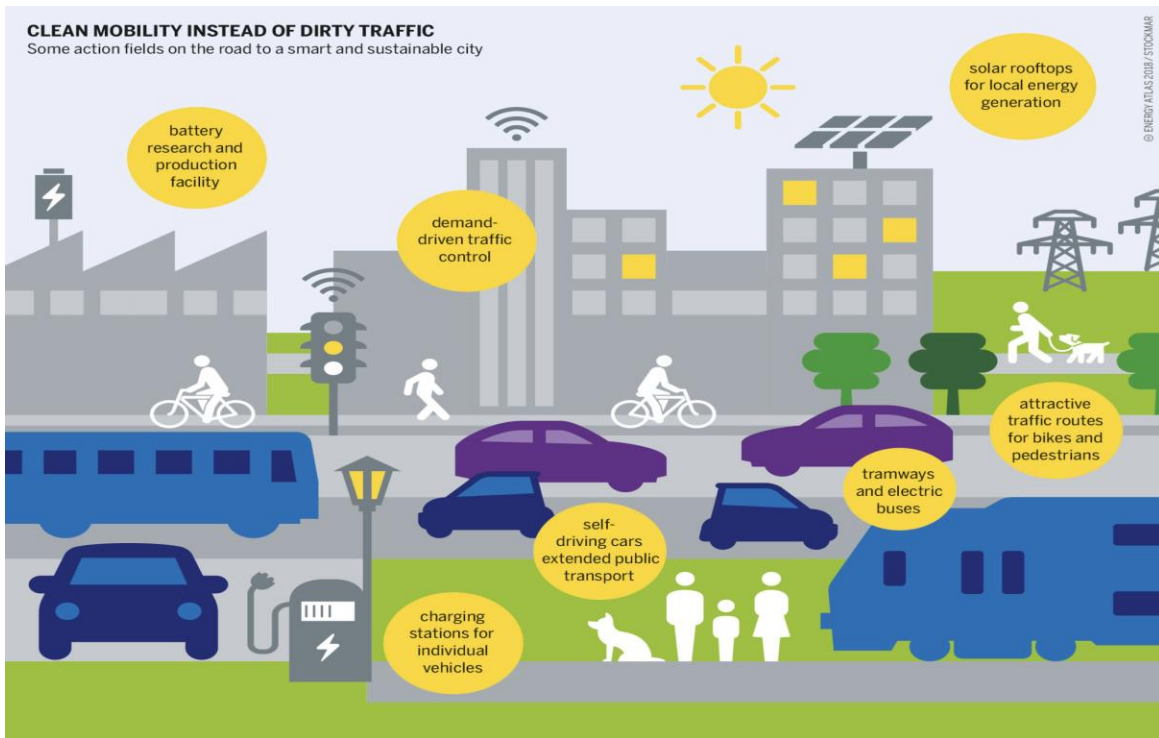 CLEAN MOBILITY INSTEAD OF DIRTY TRAFFIC
Some action fields on the road to a smart and sustainable city
© ENERGY ATLAS 2018 / STOCKMAR
solar rooftops
for local energy
generation
battery
research and
production
facility
demand-
driven traffic
control
attractive
traffic routes
for bikes and
pedestrians
tramways
and electric
buses
self-
driving cars
extended public
transport
charging
stations for
individual
vehicles